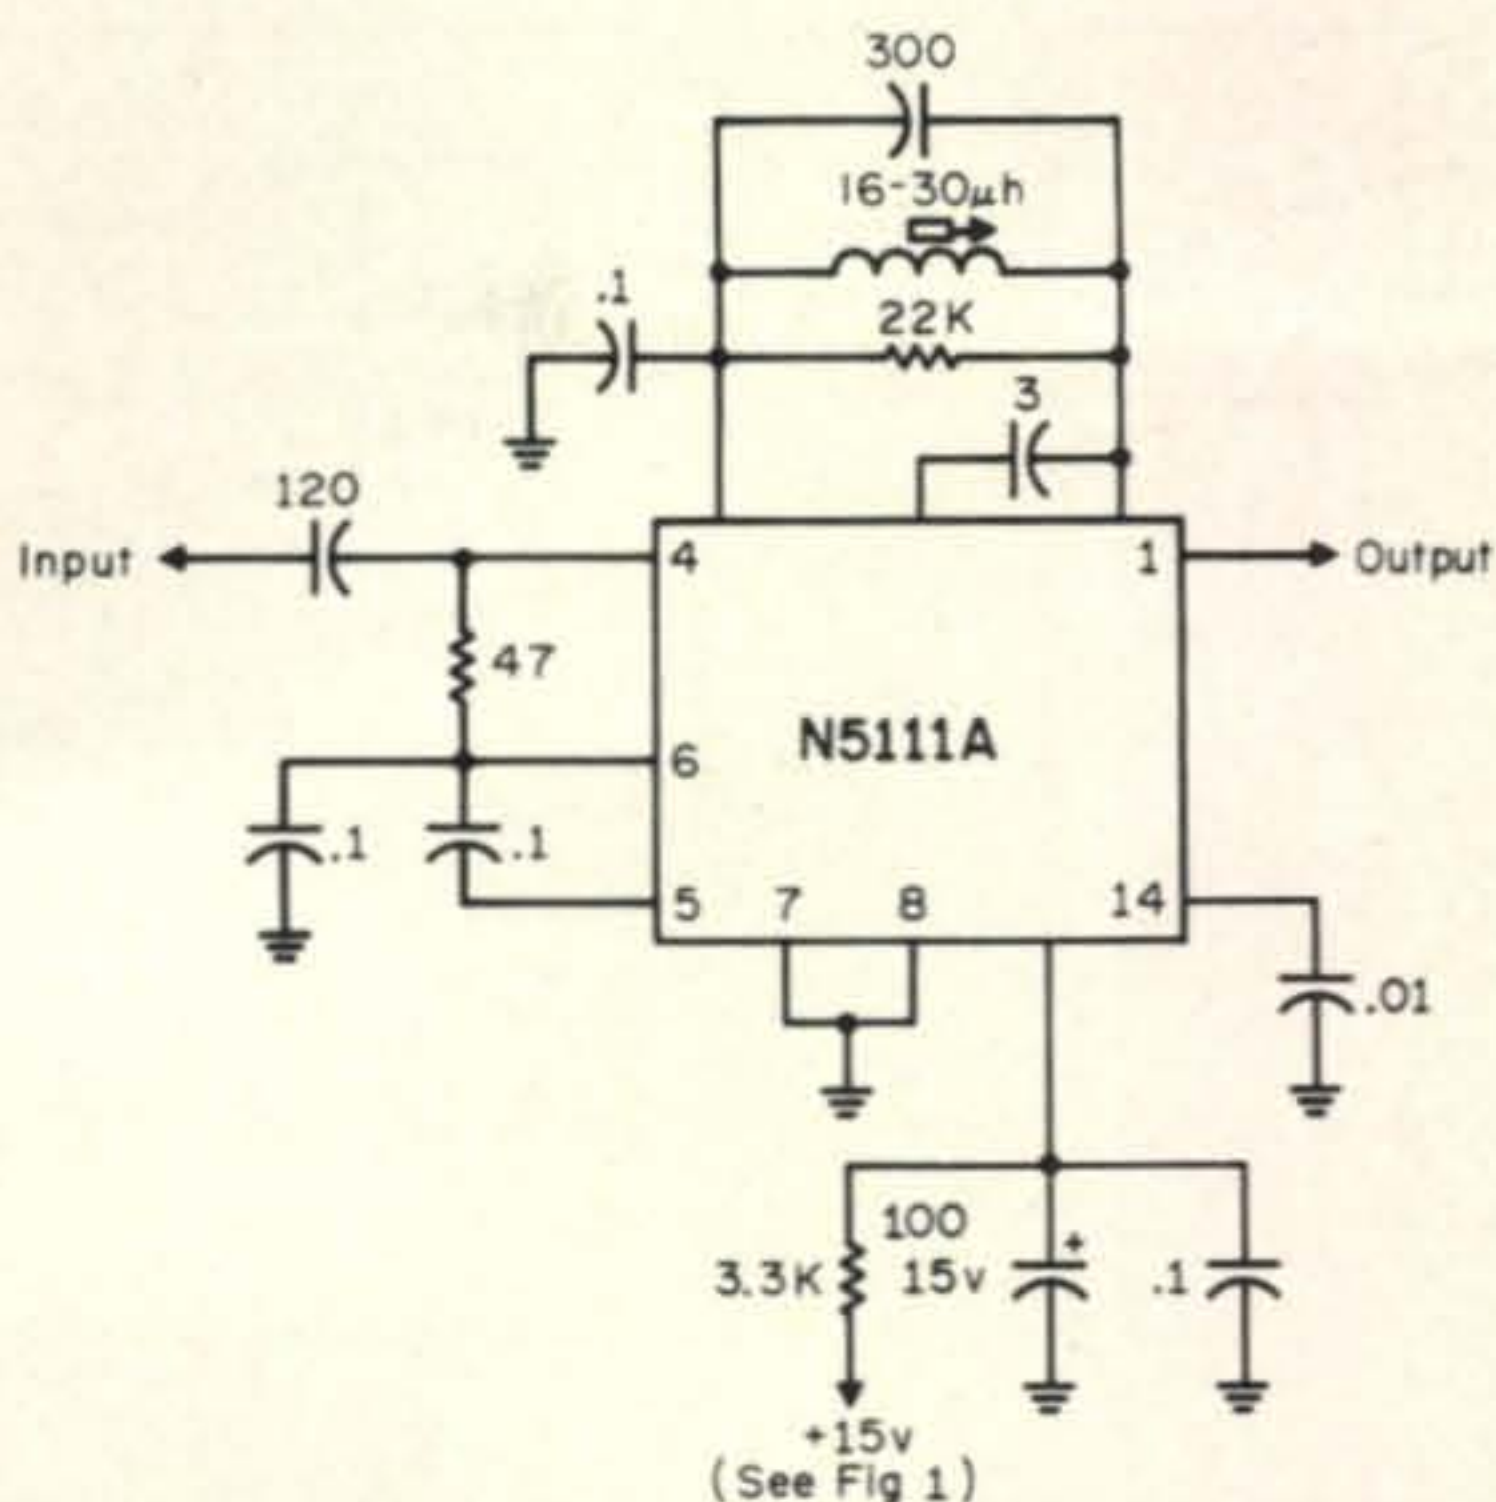 300
16-30μh
.1
22K
3
120
Input
4
1
Output
47
N5111A
6
.1
.1
5
7
8
14
.01
100
+
3.3K
15v
.1
+15v
(See Fig 1)